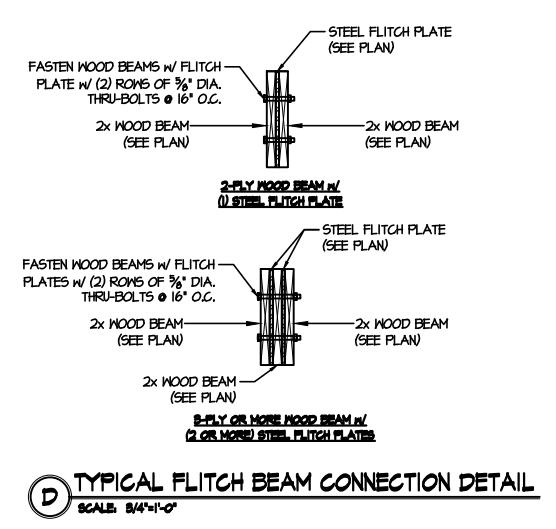 STEEL FLITCH PLATE
(SEE PLAN)
FASTEN WOOD BEAMS w/ FLITCH
PLATE w/ (2) ROWS OF 5/8" DIA.
THRU-BOLTS @ 16" O.C.
2x WOOD BEAM
(SEE PLAN)
2x WOOD BEAM
(SEE PLAN)
2-PLY WOOD BEAM w/
(1) STEEL FLITCH PLATE
STEEL FLITCH PLATE
(SEE PLAN)
FASTEN WOOD BEAMS w/ FLITCH
PLATES w/ (2) ROWS OF 5/8" DIA.
THRU-BOLTS @ 16" O.C.
2x WOOD BEAM
(SEE PLAN)
2x WOOD BEAM
(SEE PLAN)
2x WOOD BEAM
(SEE PLAN)
3-PLY OR MORE WOOD BEAM w/
(2 OR MORE) STEEL FLITCH PLATES
D TYPICAL FLITCH BEAM CONNECTION DETAIL
SCALE: 3/4"=1'-0"